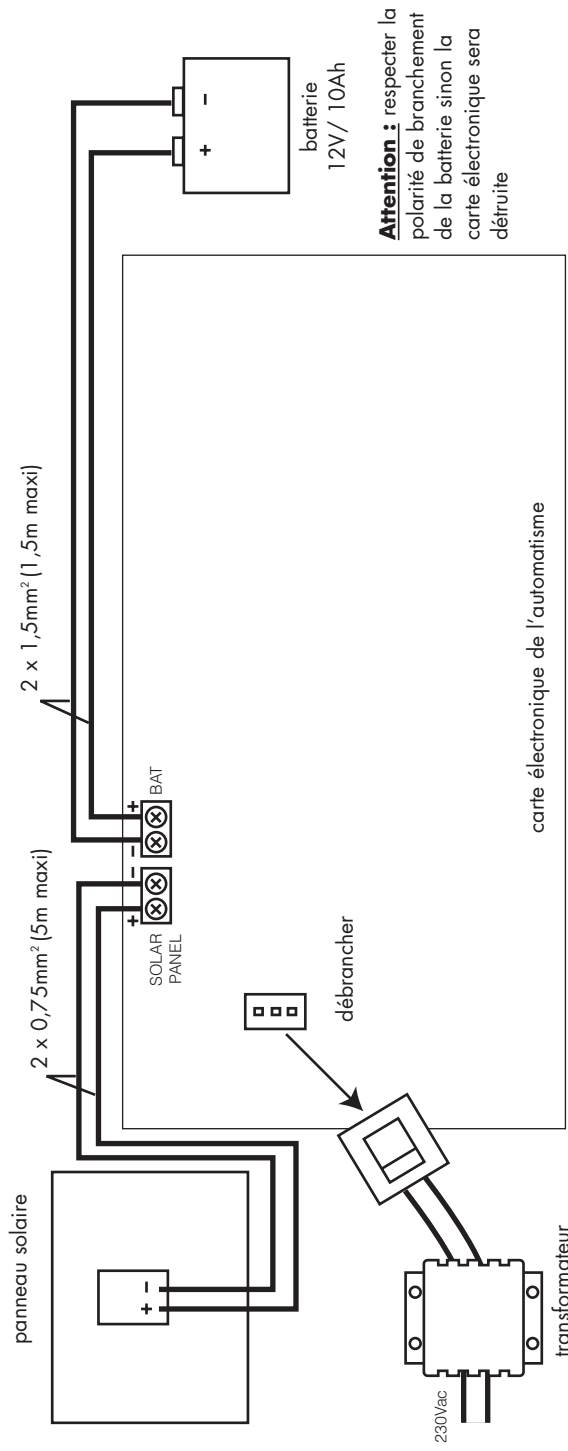 panneau solaire
+ -
2 x 0,75mm² (5m maxi)
2 x 1,5mm² (1,5m maxi)
+ - - +
SOLAR
PANEL
BAT
+ -
batterie
12V/ 10Ah
Attention : respecter la
polarité de branchement
de la batterie sinon la
carte électronique sera
détruite
débrancher
carte électronique de l'automatisme
230Vac
transformateur